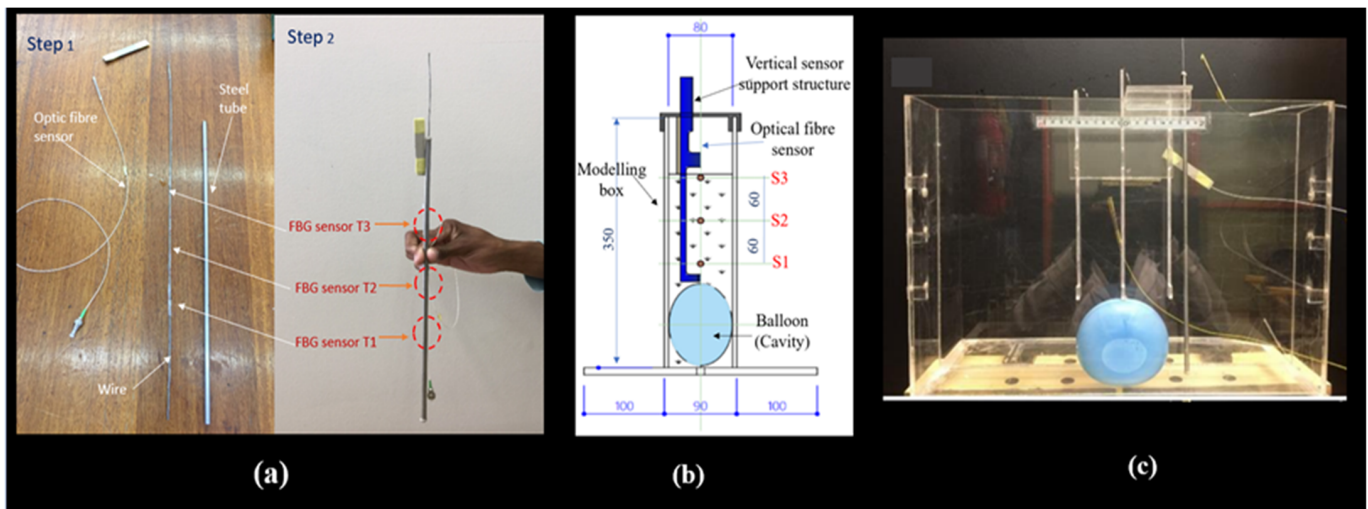 Step 1
Optic fibre
sensor
Steel
tube
Wire
Step 2
FBG sensor T3
FBG sensor T2
FBG sensor T1
(a)
80
Vertical sensor
support structure
Optical fibre
sensor
Modelling
box
S3
60
S2
60
S1
350
Balloon
(Cavity)
100
90
100
(b)
(c)